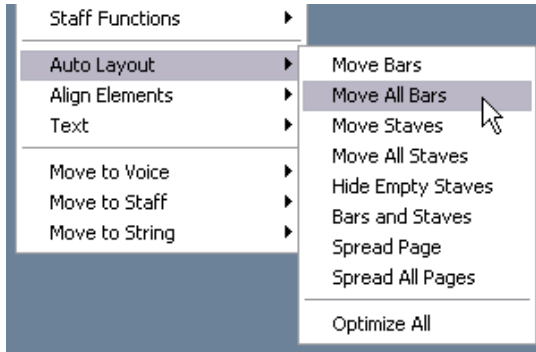 Staff Functions
Auto Layout
Align Elements
Text
Move to Voice
Move to Staff
Move to String
Move Bars
Move All Bars
Move Staves
Move All Staves
Hide Empty Staves
Bars and Staves
Spread Page
Spread All Pages
Optimize All